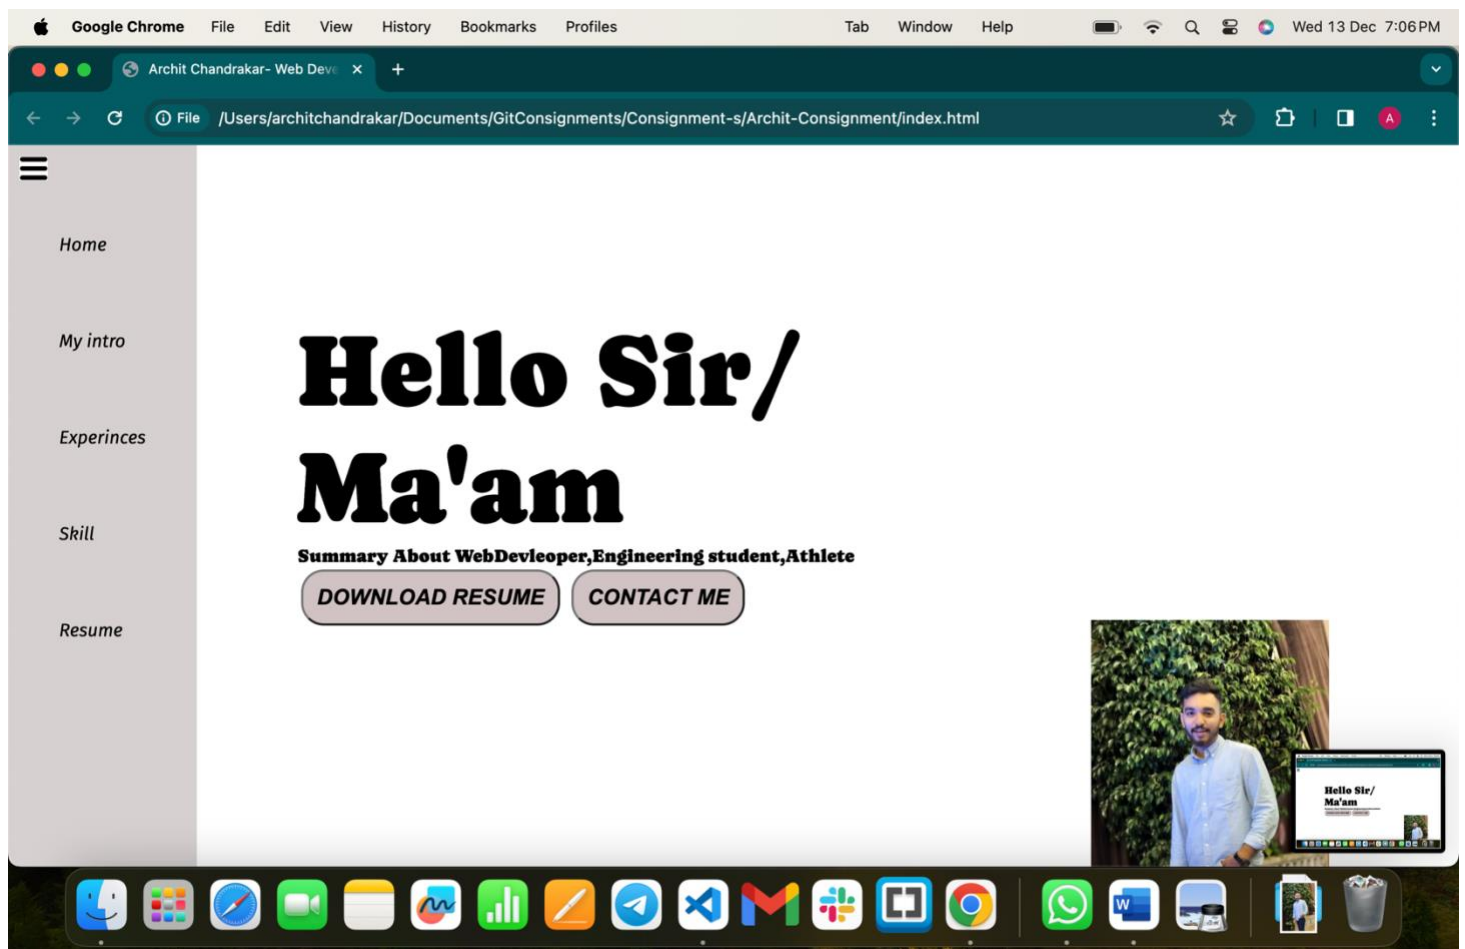 Google Chrome File Edit View History Bookmarks Profiles Tab Window Help Wed 13 Dec 7:06 PM
Archit Chandrakar- Web Deve
File /Users/architchandrakar/Documents/GitConsignments/Consignment-s/Archit-Consignment/index.html
A
Home
My intro
Experinces
Skill
Resume
Hello Sir/
Ma'am
Summary About WebDevleoper,Engineering student,Athlete
DOWNLOAD RESUME CONTACT ME
Hello Sir/
Ma'am
W